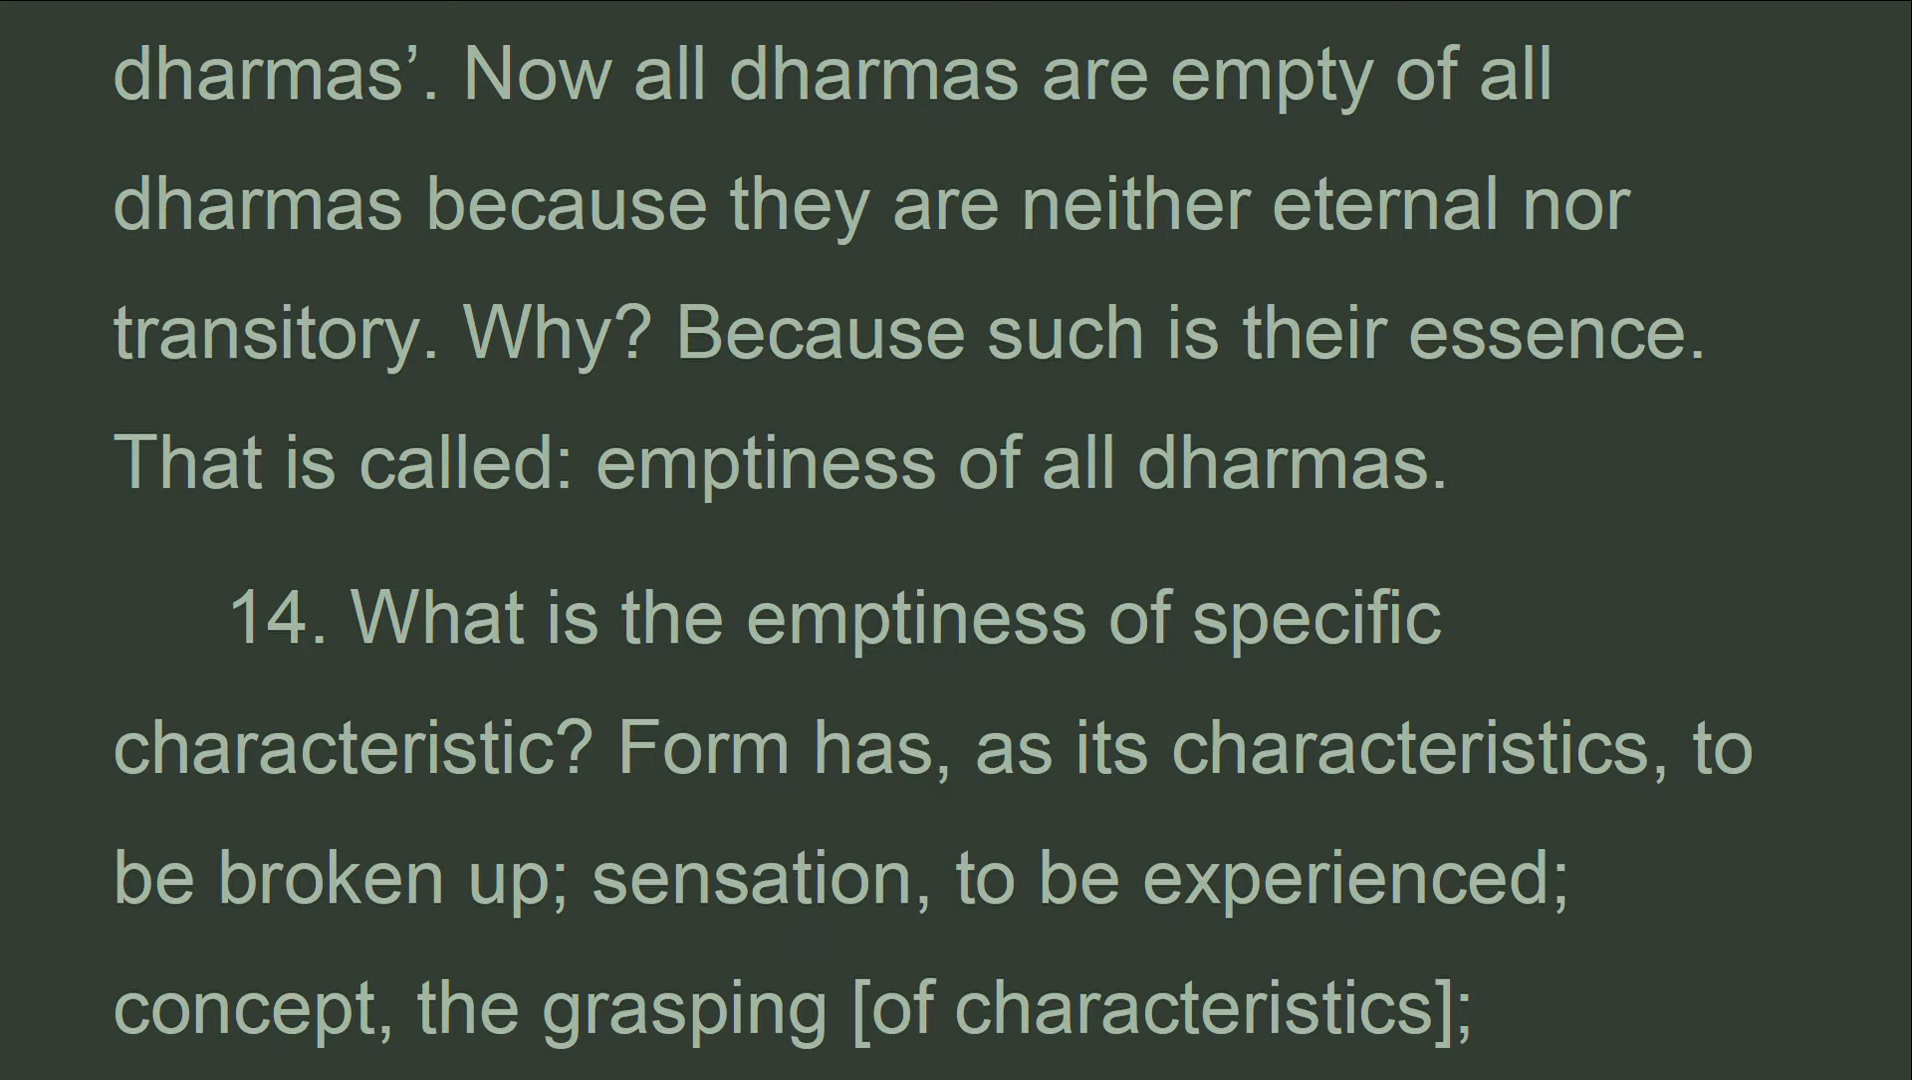 dharmas’. Now all dharmas are empty of all
dharmas because they are neither eternal nor
transitory. Why? Because such is their essence.
That is called: emptiness of all dharmas.
14. What is the emptiness of specific
characteristic? Form has, as its characteristics, to
be broken up; sensation, to be experienced;
concept, the grasping [of characteristics];